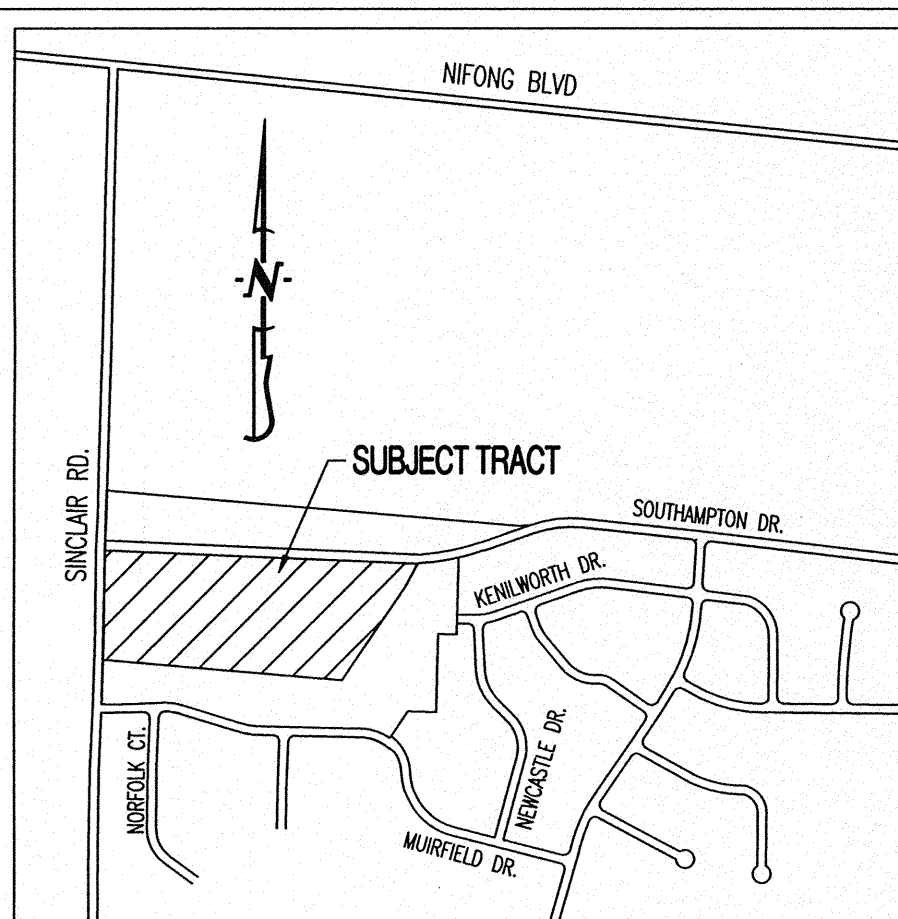 NIFONG BLVD
-N-
SUBJECT TRACT
SINCLAIR RD.
SOUTHAMPTON DR.
KENILWORTH DR.
NORFOLK CT.
NEWCASTLE DR.
MUIRFIELD DR.